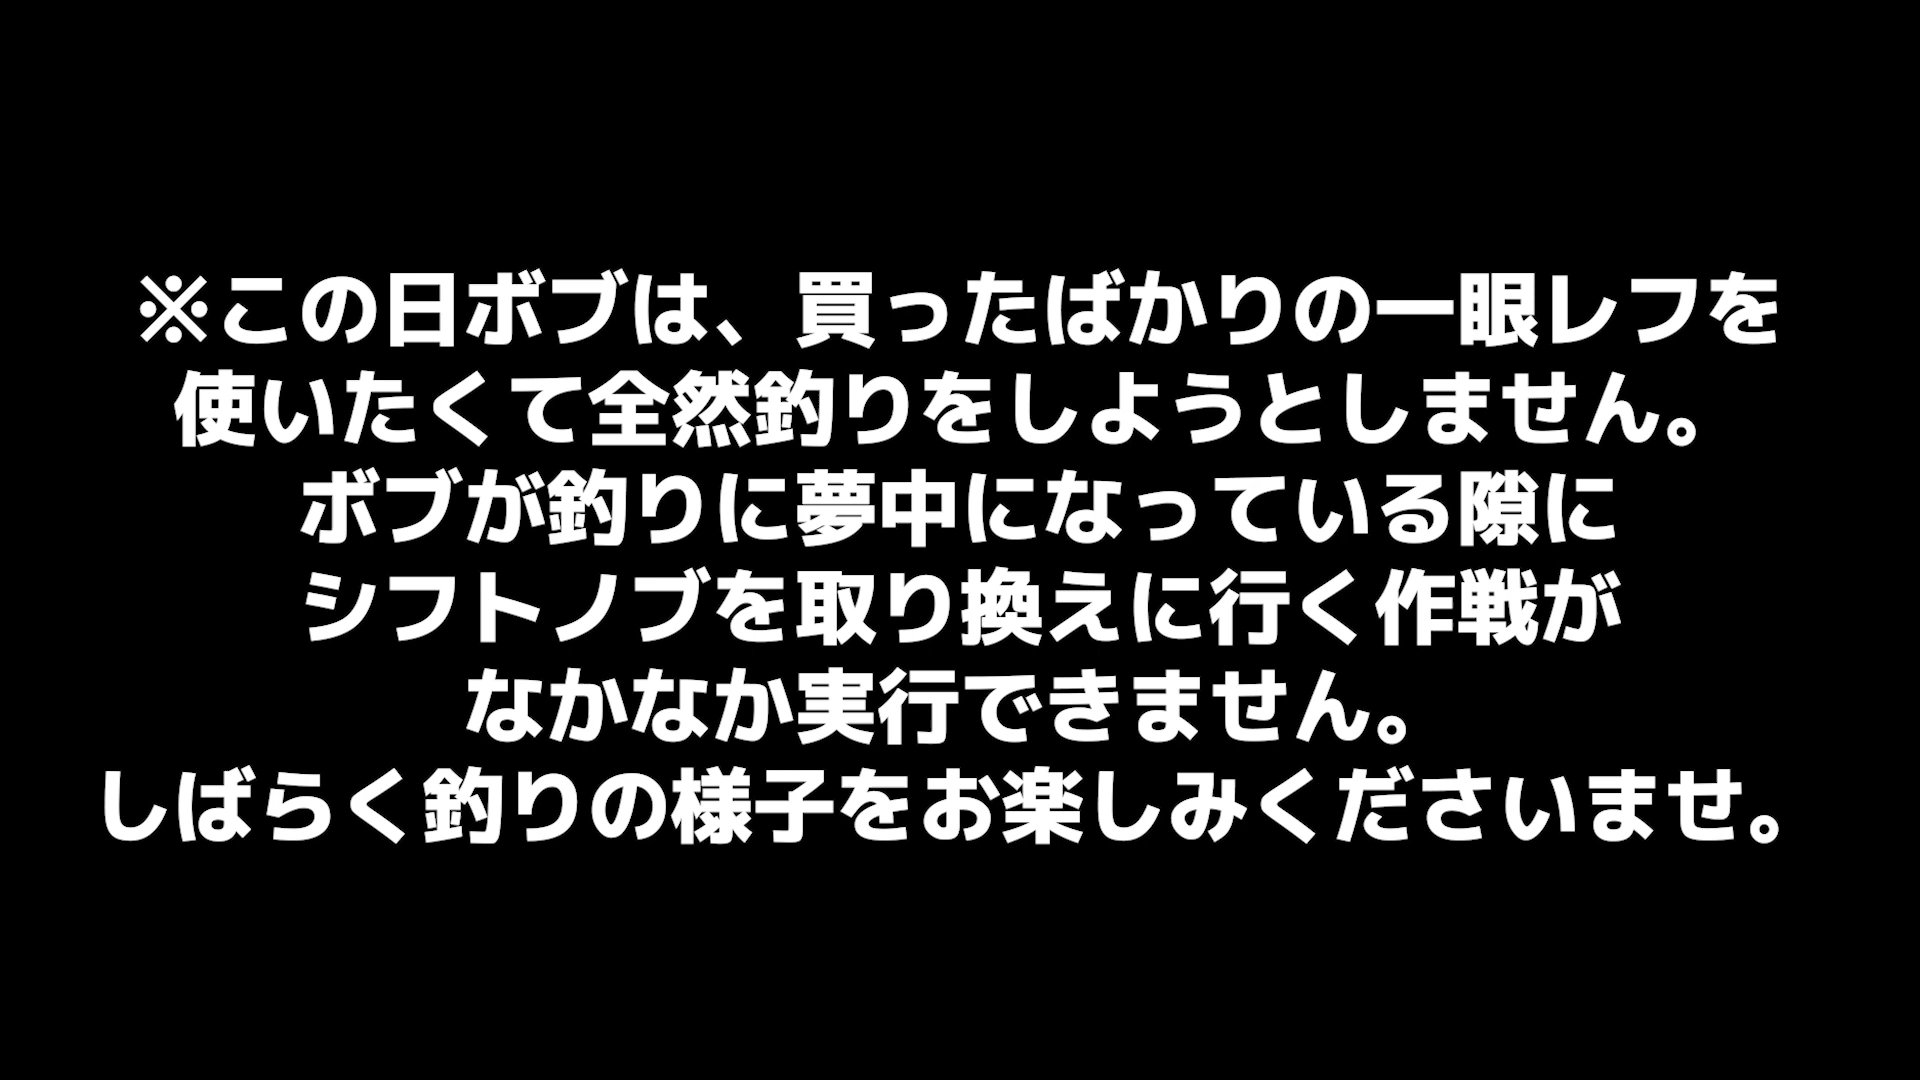 ※この日ボブは、買ったばかりの一眼レフを
使いたくて全然釣りをしようとしません。
ボブが釣りに夢中になっている隙に
シフトノブを取り換えに行く作戦が
なかなか実行できません。
しばらく釣りの様子をお楽しみくださいませ。